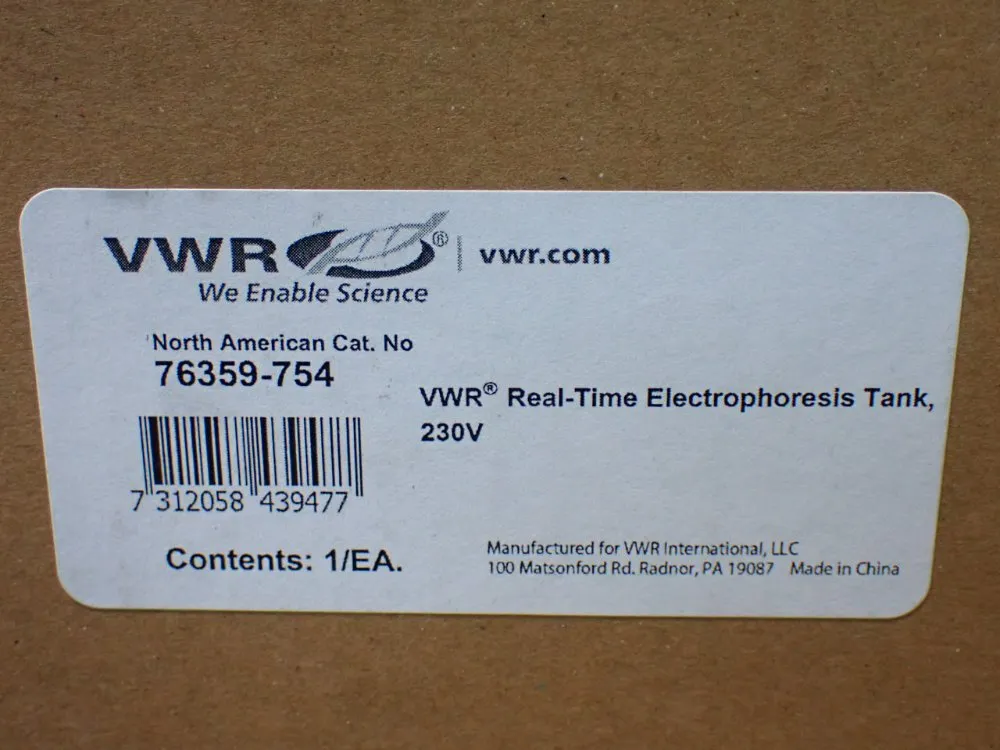 VWR® | vwr.com
We Enable Science
North American Cat. No
76359-754
VWR® Real-Time Electrophoresis Tank,
230V
7 312058 439477
Contents: 1/EA.
Manufactured for VWR International, LLC
100 Matsonford Rd. Radnor, PA 19087 Made in China